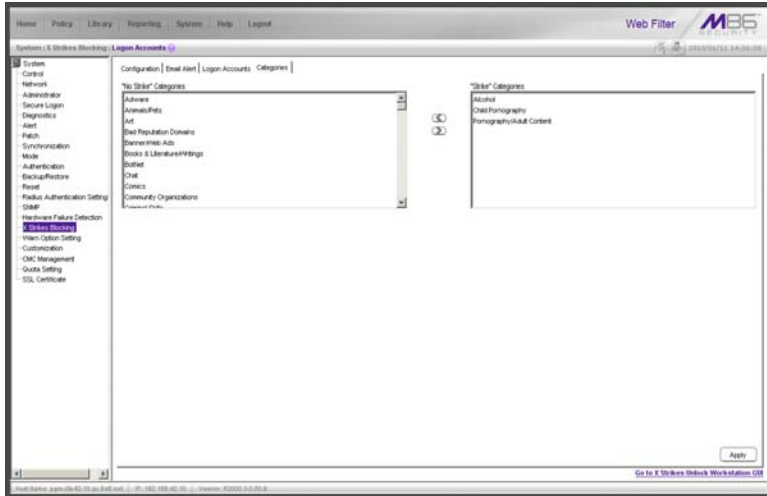 Home Policy Library Reporting System Help Logout
Web Filter
M86
SECURITY
System : X Strikes Blocking : Logon Accounts
System
Control
Network
Administrator
Secure Logon
Diagnostics
Alert
Patch
Synchronization
Mode
Authentication
Backup/Restore
Reset
Radius Authentication Setting
SNMP
Hardware Failure Detection
X Strikes Blocking
Warn Option Setting
Customization
CMC Management
Quota Setting
SSL Certificate
Configuration Email Alert Logon Accounts Categories
"No Strike" Categories
Adware
Animals/Pets
Art
Bad Reputation Domains
Banner/Web Ads
Books & Literature/Writings
BotNet
Chat
Comics
Community Organizations
Criminal Skills
"Strike" Categories
Alcohol
Child Pornography
Pornography/Adult Content
Apply
Go to X Strikes Unlock Workstation GUI